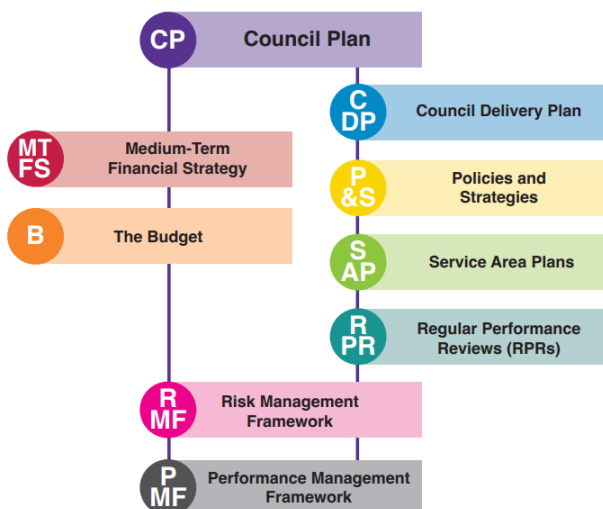 CP
Council Plan
C
DP
Council Delivery Plan
MT
FS
Medium-Term
Financial Strategy
P
&S
Policies and
Strategies
B
The Budget
S
AP
Service Area Plans
R
PR
Regular Performance
Reviews (RPRs)
R
MF
Risk Management
Framework
P
MF
Performance Management
Framework